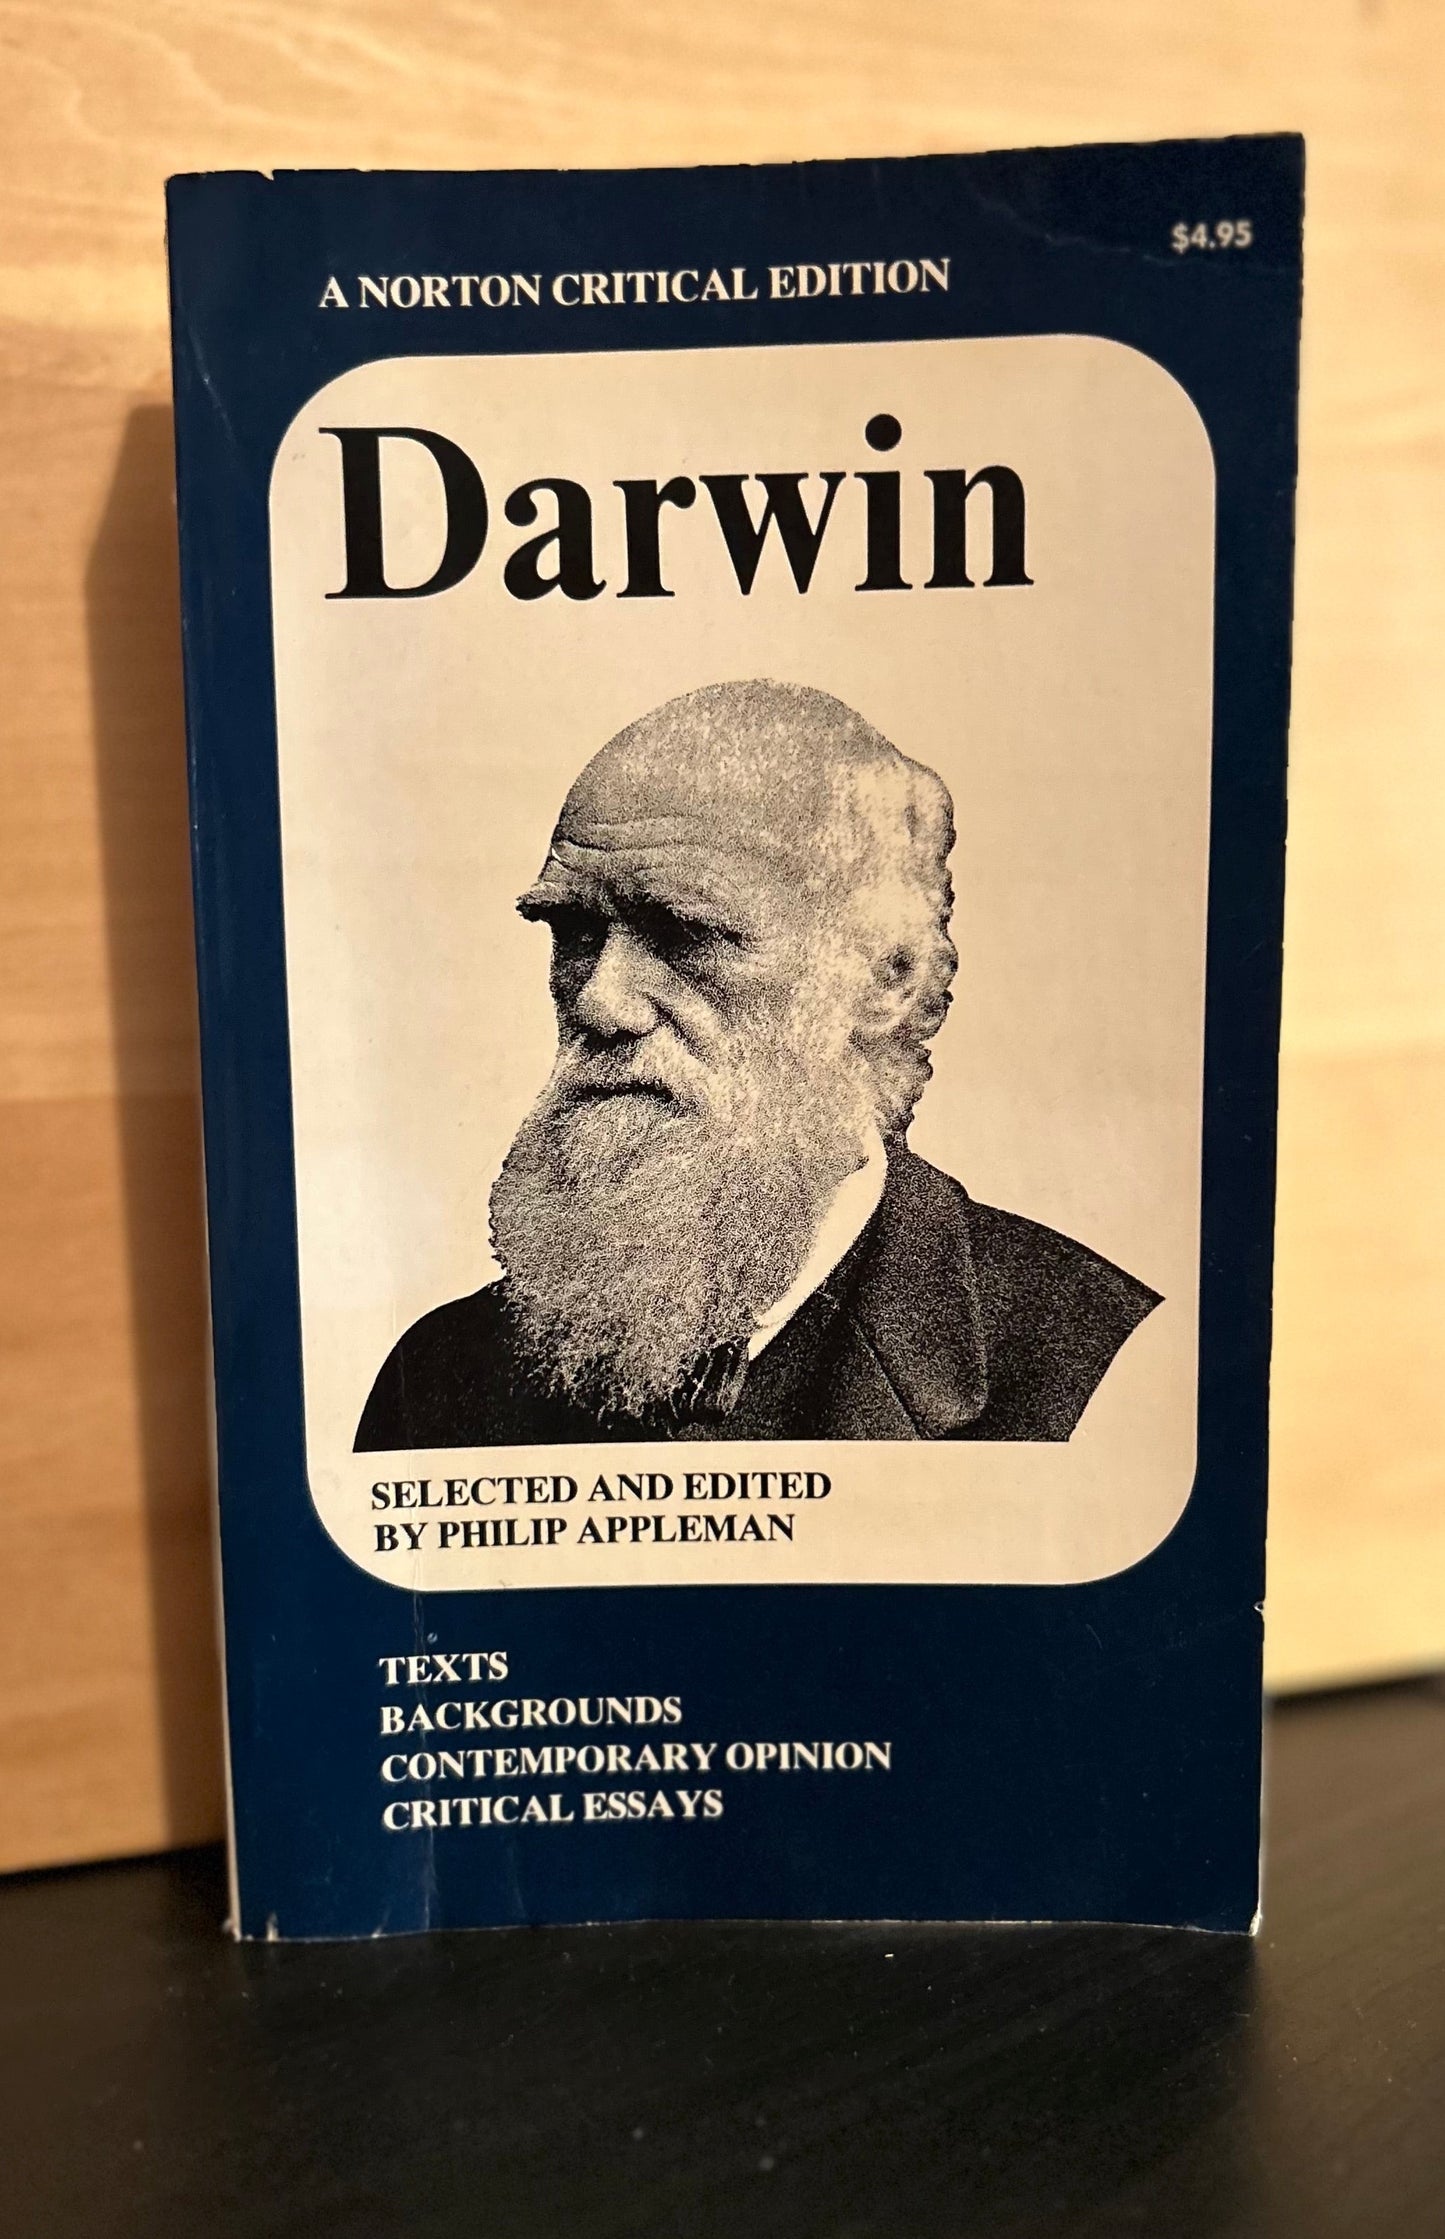 $4.95
A NORTON CRITICAL EDITION
Darwin
SELECTED AND EDITED
BY PHILIP APPLEMAN
TEXTS
BACKGROUNDS
CONTEMPORARY OPINION
CRITICAL ESSAYS